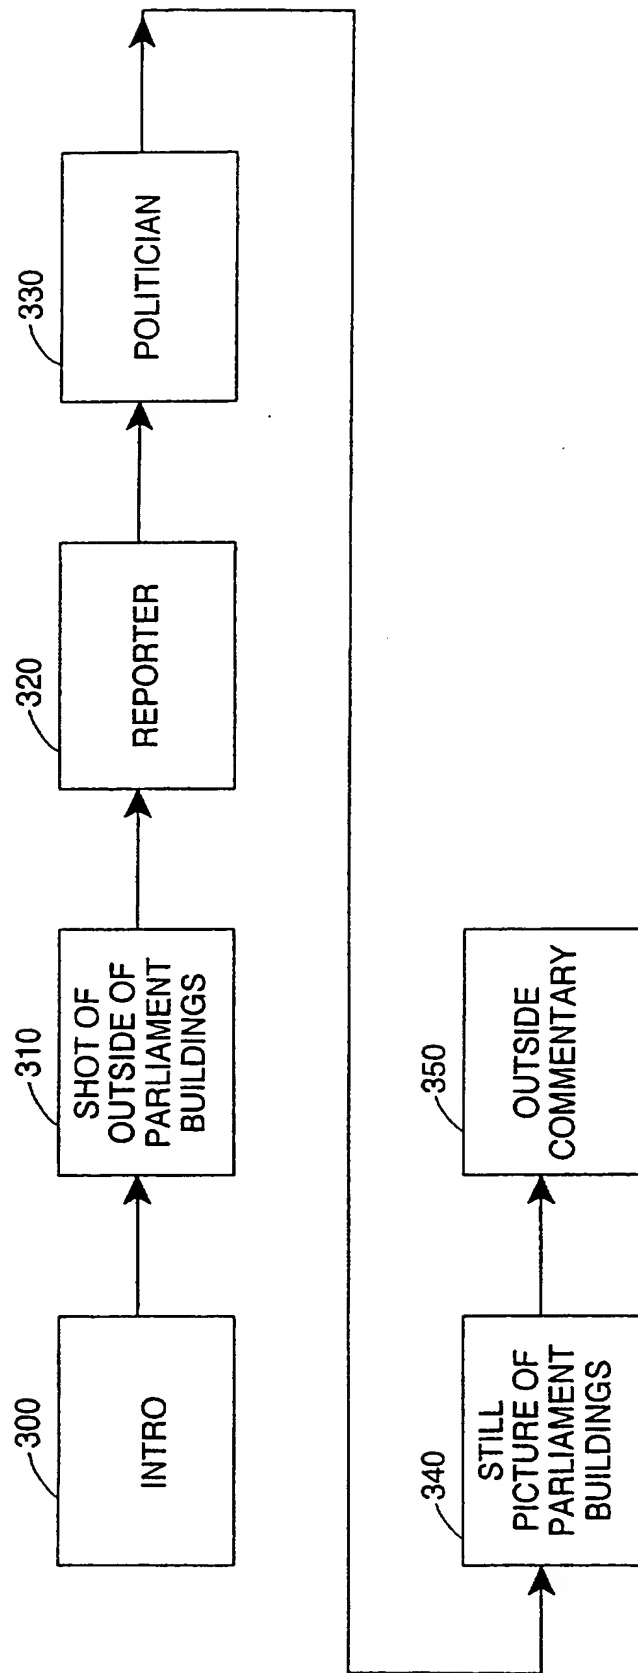 300
INTRO
310
SHOT OF
OUTSIDE OF
PARLIAMENT
BUILDINGS
320
REPORTER
330
POLITICIAN
340
STILL
PICTURE OF
PARLIAMENT
BUILDINGS
350
OUTSIDE
COMMENTARY